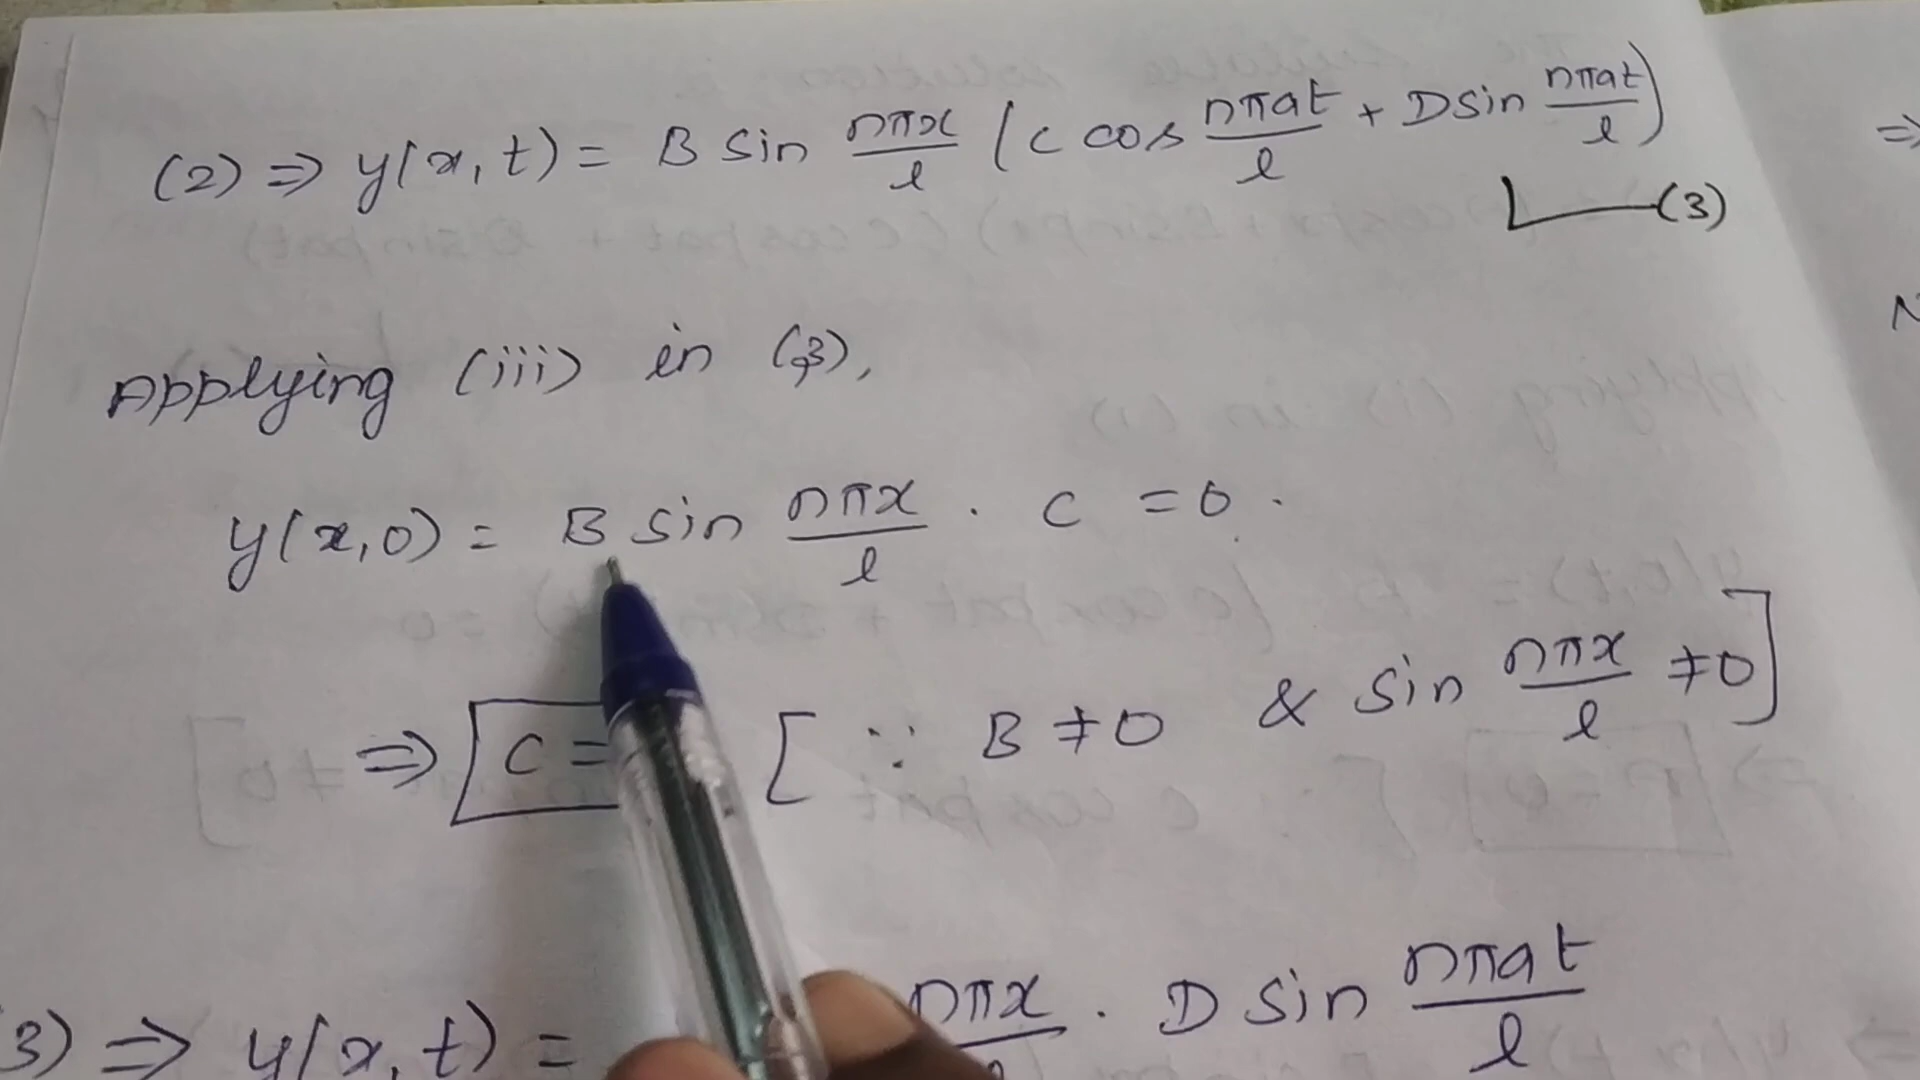 (2) ⇒ y(x, t) = B sin nπx/l (C cos nπat/l + D sin nπat/l)
(3)
Applying (iii) in (3),
y(x,0) = B sin nπx/l . C = 0.
⇒ C = [∵ B ≠ 0 & sin nπx/l ≠ 0]
3) ⇒ y(x, t) = nπx/l . D sin nπat/l
⇒